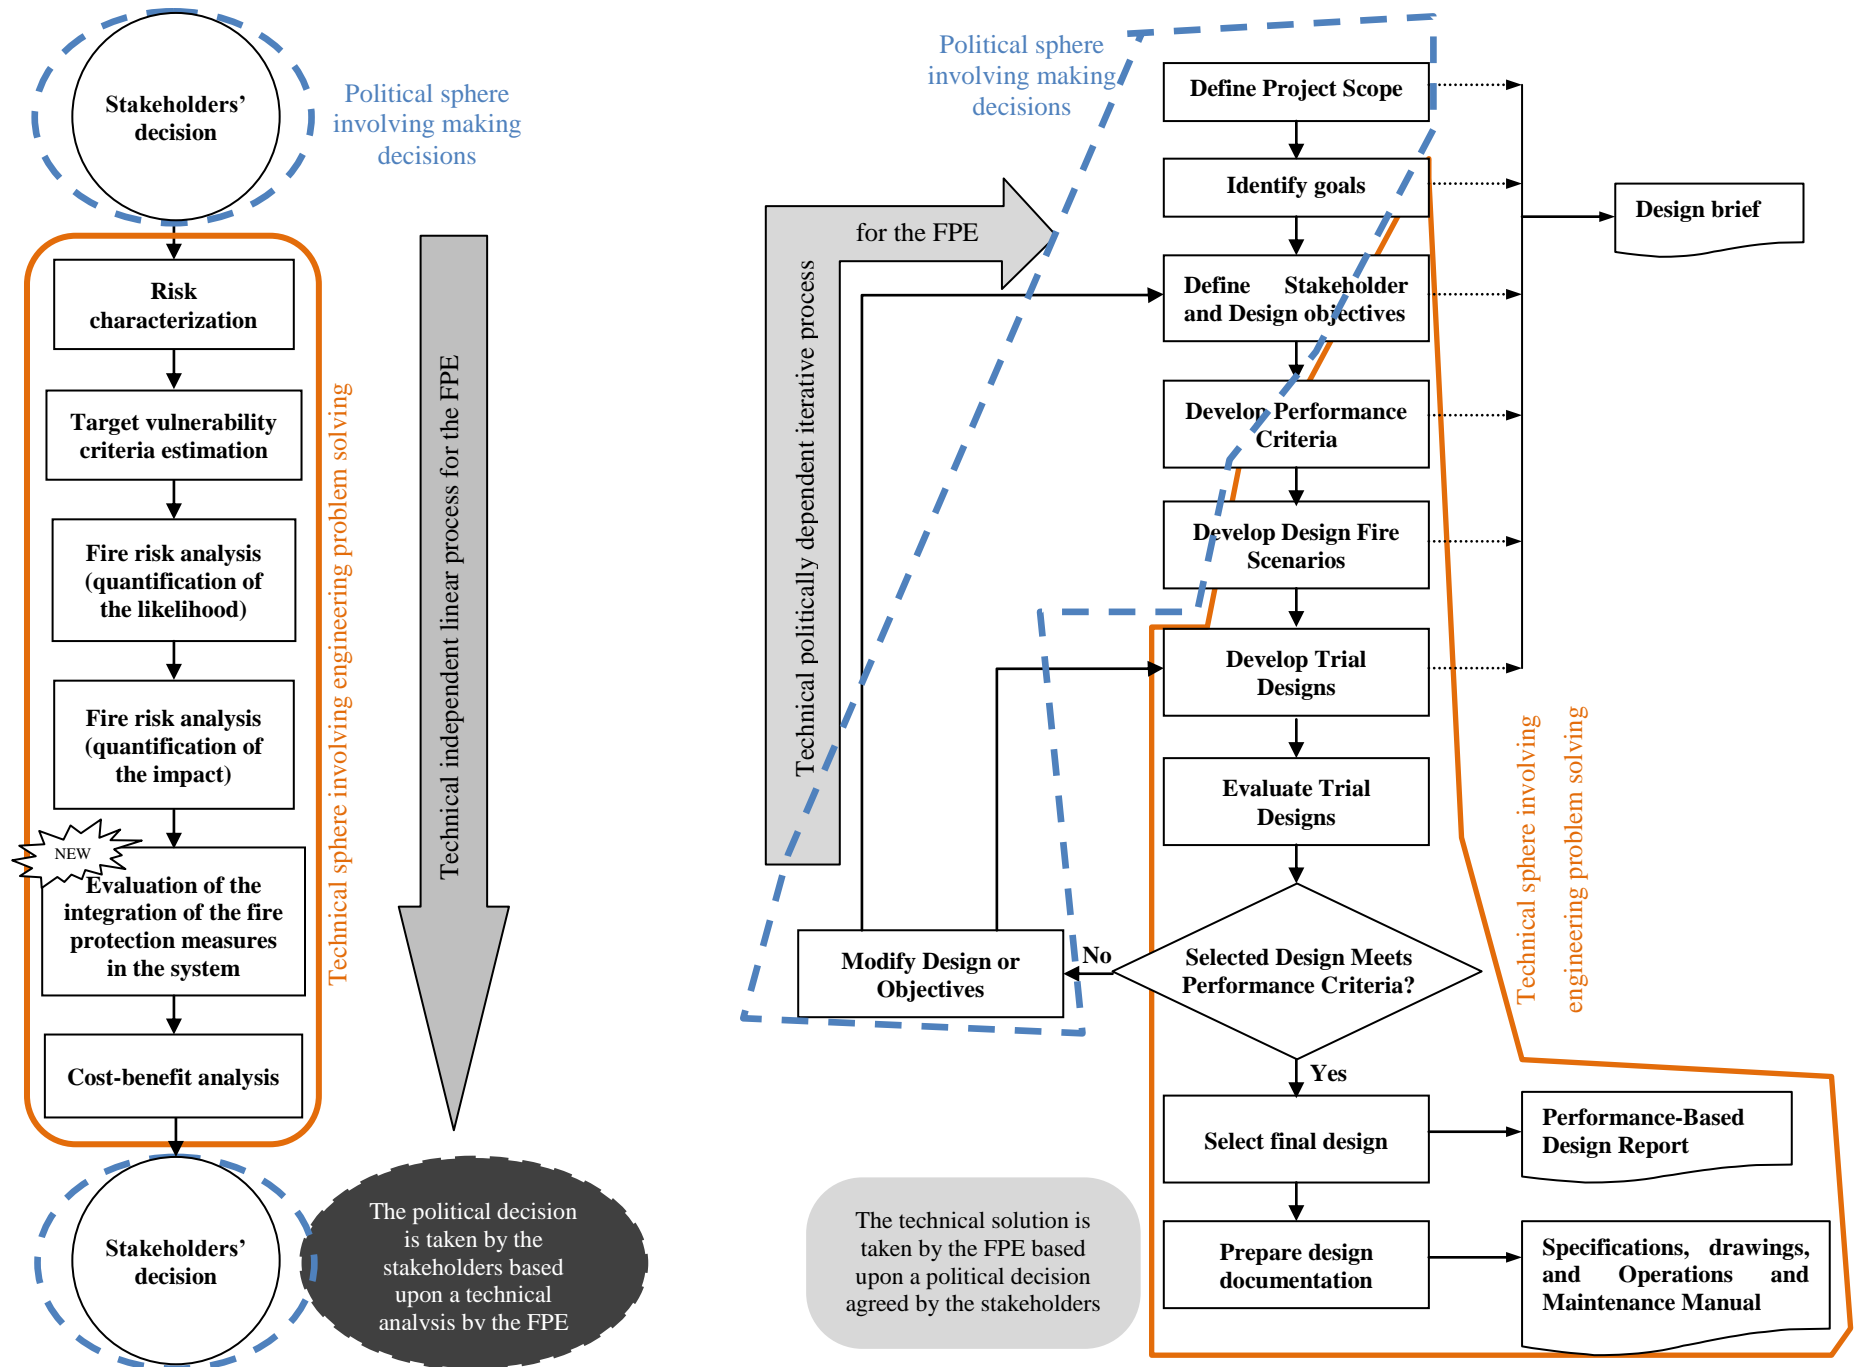 Stakeholders’
decision
Political sphere
involving making
decisions
Risk
characterization
Target vulnerability
criteria estimation
Fire risk analysis
(quantification of
the likelihood)
Fire risk analysis
(quantification of
the impact)
NEW
Evaluation of the
integration of the fire
protection measures
in the system
Cost-benefit analysis
Technical sphere involving engineering problem solving
Technical independent linear process for the FPE
Stakeholders’
decision
The political decision
is taken by the
stakeholders based
upon a technical
analysis by the FPE
Political sphere
involving making
decisions
for the FPE
Technical politically dependent iterative process
Define Project Scope
Identify goals
Define Stakeholder
and Design objectives
Develop Performance
Criteria
Develop Design Fire
Scenarios
Develop Trial
Designs
Evaluate Trial
Designs
Selected Design Meets
Performance Criteria?
No
Modify Design or
Objectives
Yes
Select final design
Prepare design
documentation
Design brief
Technical sphere involving
engineering problem solving
Performance-Based
Design Report
Specifications, drawings,
and Operations and
Maintenance Manual
The technical solution is
taken by the FPE based
upon a political decision
agreed by the stakeholders